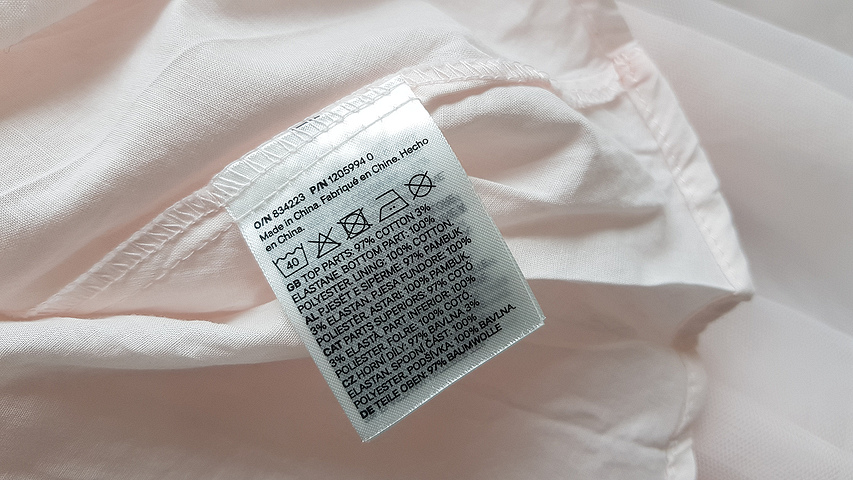 O/N 834223 P/N 1205994 0
Made in China. Fabriqué en Chine. Hecho
en China.
40
GB TOP PARTS: 97% COTTON 3%
ELASTANE BOTTOM PART: 100%
POLYESTER LINING: 100% COTTON.
AL PJESET E SIPËRME: 97% PAMBUK
3% ELASTAN. PJESA FUNDORE 100%
POLIESTER. ASTARI: 100% PAMBUK.
CAT PARTS SUPERIORS: 97% COTÓ
3% ELASTÀ, PART INFERIOR 100%
POLIÈSTER, FOLRE: 100% COTÓ
CZ HORNÍ DÍLY: 97% BAVLNA 3%
ELASTAN, SPODNÍ ČÁST: 100%
POLYESTER, PODŠÍVKA: 100% BAVLNA.
DE TEILE OBEN: 97% BAUMWOLLE